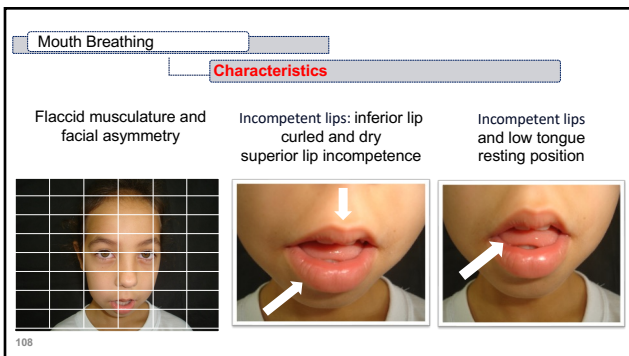 Mouth Breathing
Characteristics
Flaccid musculature and
facial asymmetry
Incompetent lips: inferior lip
curled and dry
superior lip incompetence
Incompetent lips
and low tongue
resting position
108